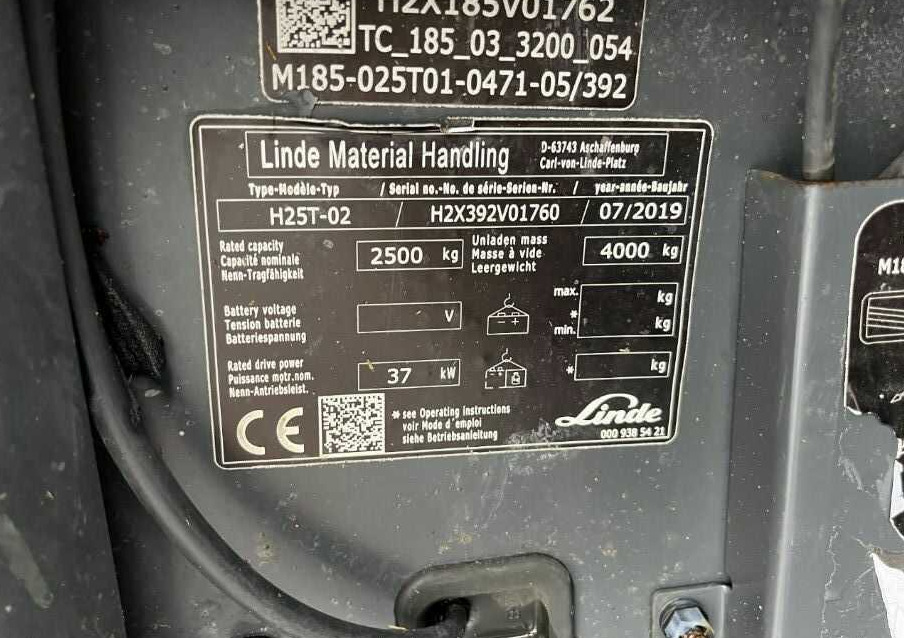 H2X185V01762
TC_185_03_3200_054
M185-025T01-0471-05/392
Linde Material Handling
D-63743 Aschaffenburg
Carl-von-Linde-Platz
Type-Modèle-Typ / Serial no.-No. de série-Serien-Nr. / year-année-Baujahr
H25T-02 / H2X392V01760 / 07/2019
Rated capacity
Capacité nominale
Nenn-Tragfähigkeit
2500 kg
Unladen mass
Masse à vide
Leergewicht
4000 kg
Battery voltage
Tension batterie
Batteriespannung
V
max. kg
*
min. kg
Rated drive power
Puissance motr.nom.
Nenn-Antriebsleist.
37 kW
* kg
CE
* see Operating instructions
voir Mode d'emploi
siehe Betriebsanleitung
Linde
000 938 54 21